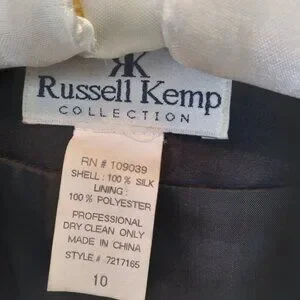 RK
Russell Kemp
COLLECTION
RN # 109039
SHELL: 100 % SILK
LINING:
100 % POLYESTER
PROFESSIONAL
DRY CLEAN ONLY
MADE IN CHINA
STYLE # 7217165
10